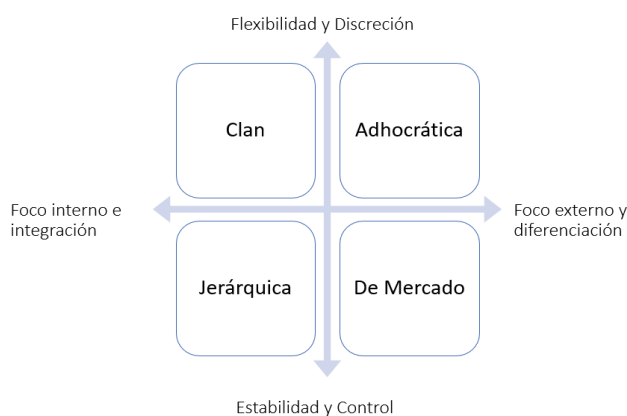 Flexibilidad y Discreción
Clan
Adhocrática
Foco interno e
integración
Foco externo y
diferenciación
Jerárquica
De Mercado
Estabilidad y Control